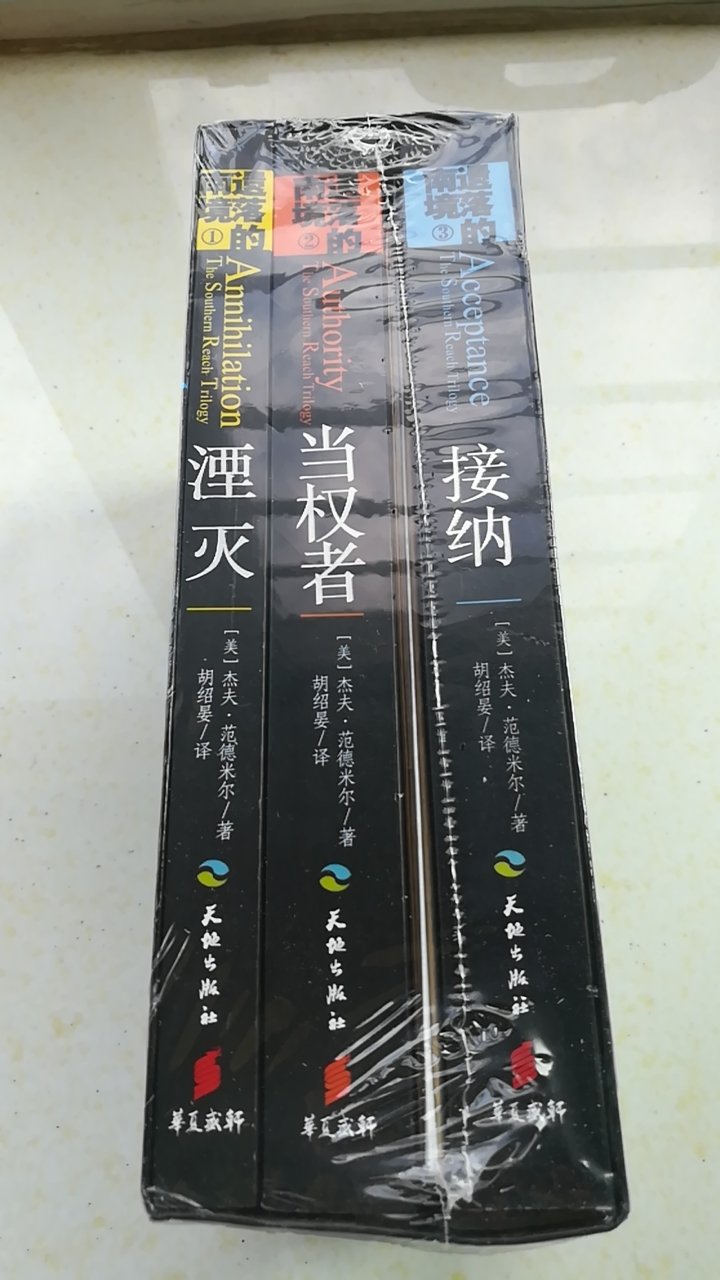 遗落的
南境①
Annihilation
The Southern Reach Trilogy
湮灭
[美]杰夫·范德米尔/著
胡绍晏/译
天地出版社
華夏盛軒
遗落的
南境②
Authority
The Southern Reach Trilogy
当权者
[美]杰夫·范德米尔/著
胡绍晏/译
天地出版社
華夏盛軒
遗落的
南境③
Acceptance
The Southern Reach Trilogy
接纳
[美]杰夫·范德米尔/著
胡绍晏/译
天地出版社
華夏盛軒